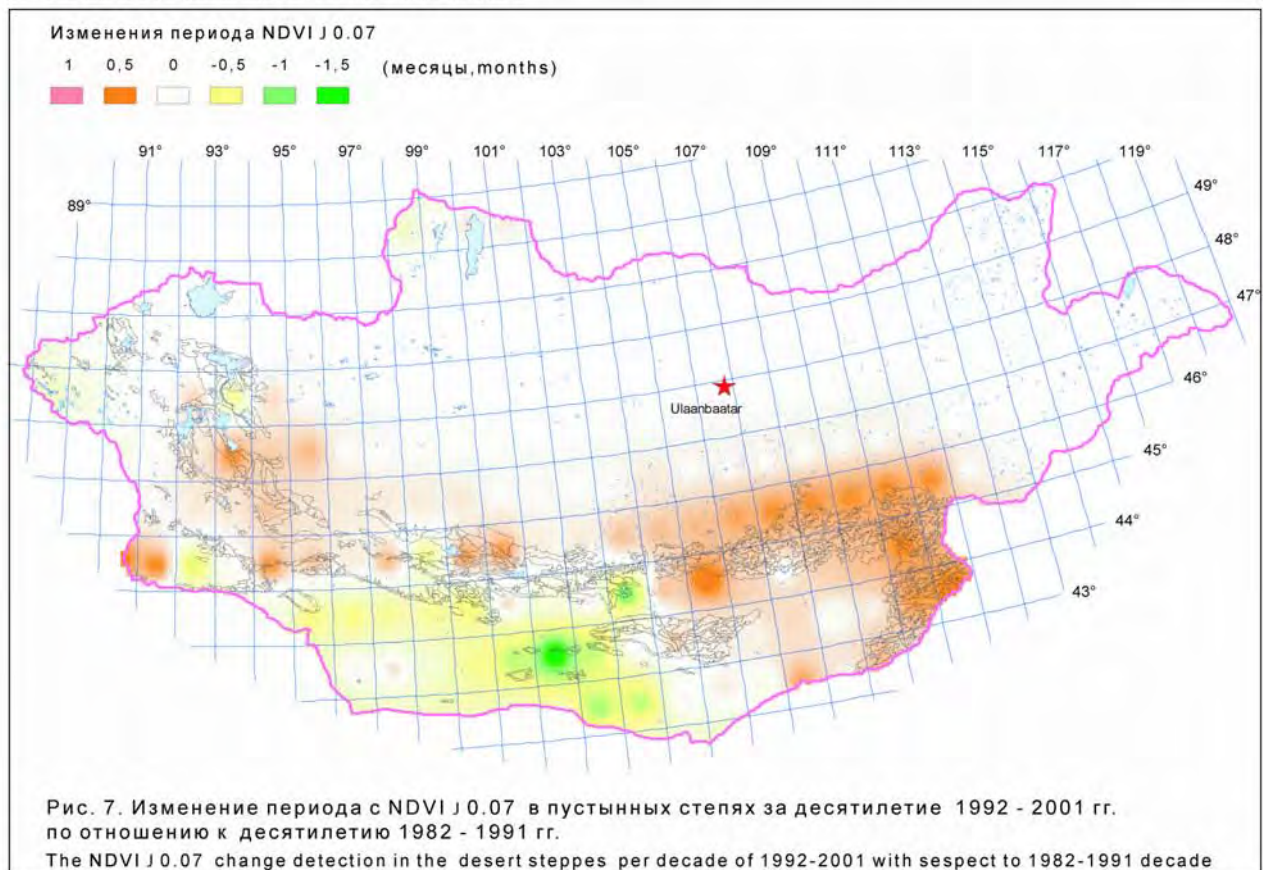 Изменения периода NDVI J 0.07
1 0,5 0 -0,5 -1 -1,5 (месяцы,months)
91° 93° 95° 97° 99° 101 103° 105° 107° 109° 111° 113° 115° 117° 119°
89°
49°
48°
47°
46°
45°
44°
43°
Ulaanbaatar
Рис. 7. Изменение периода с NDVI J 0.07 в пустынных степях за десятилетие 1992 - 2001 гг.
по отношению к десятилетию 1982 - 1991 гг.
The NDVI J 0.07 change detection in the desert steppes per decade of 1992-2001 with sespect to 1982-1991 decade